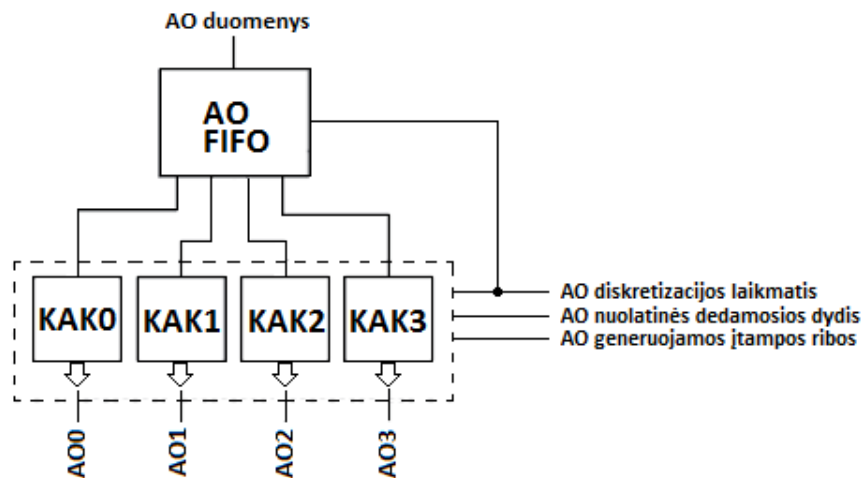 AO duomenys
AO
FIFO
KAK0
KAK1
KAK2
KAK3
AO diskretizacijos laikmatis
AO nuolatinės dedamosios dydis
AO generuojamos įtampos ribos
AO0
AO1
AO2
AO3